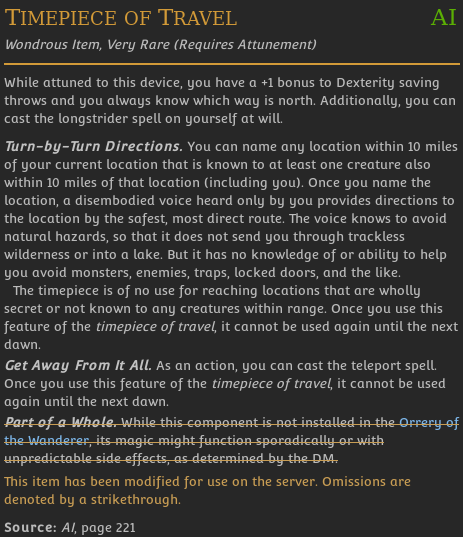 TIMEPIECE OF TRAVEL AI
Wondrous Item, Very Rare (Requires Attunement)
While attuned to this device, you have a +1 bonus to Dexterity saving
throws and you always know which way is north. Additionally, you can
cast the longstrider spell on yourself at will.
Turn-by-Turn Directions. You can name any location within 10 miles
of your current location that is known to at least one creature also
within 10 miles of that location (including you). Once you name the
location, a disembodied voice heard only by you provides directions to
the location by the safest, most direct route. The voice knows to avoid
natural hazards, so that it does not send you through trackless
wilderness or into a lake. But it has no knowledge of or ability to help
you avoid monsters, enemies, traps, locked doors, and the like.
The timepiece is of no use for reaching locations that are wholly
secret or not known to any creatures within range. Once you use this
feature of the timepiece of travel, it cannot be used again until the next
dawn.
Get Away From It All. As an action, you can cast the teleport spell.
Once you use this feature of the timepiece of travel, it cannot be used
again until the next dawn.
Part of a Whole. While this component is not installed in the Orrery of
the Wanderer, its magic might function sporadically or with
unpredictable side effects, as determined by the DM.
This item has been modified for use on the server. Omissions are
denoted by a strikethrough.
Source: AI, page 221